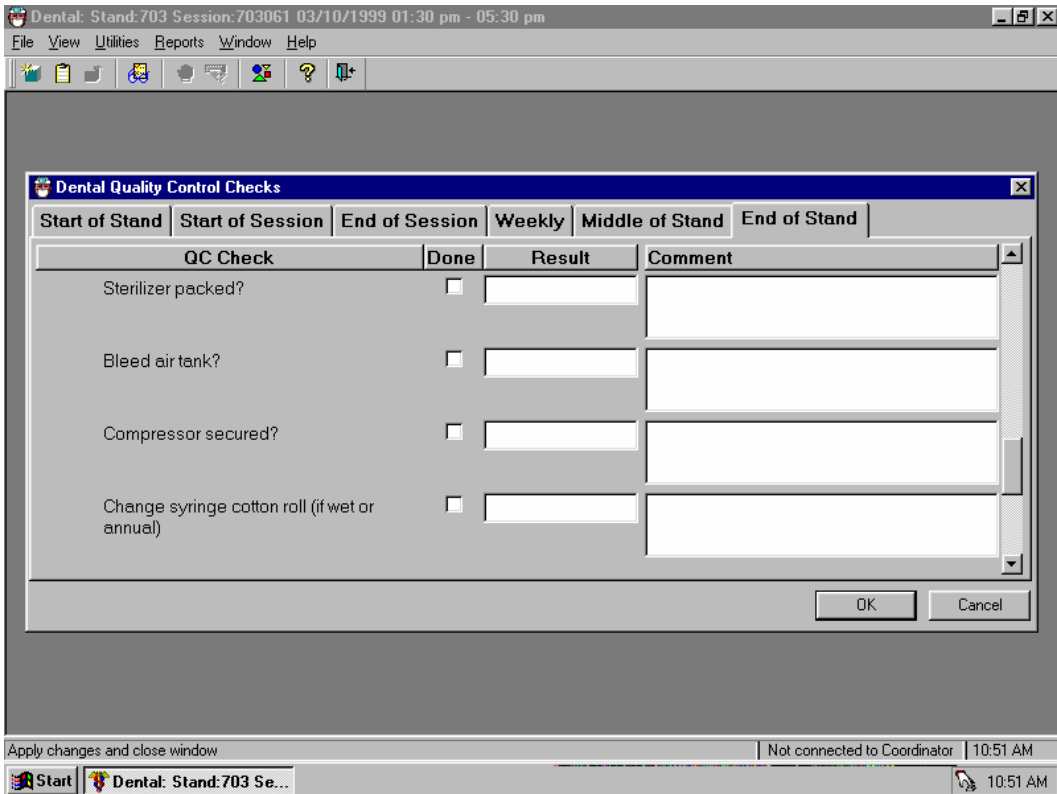 Dental: Stand:703 Session:703061 03/10/1999 01:30 pm - 05:30 pm
File View Utilities Reports Window Help
Dental Quality Control Checks
Start of Stand Start of Session End of Session Weekly Middle of Stand End of Stand
QC Check Done Result Comment
Sterilizer packed?
Bleed air tank?
Compressor secured?
Change syringe cotton roll (if wet or
annual)
OK Cancel
Apply changes and close window Not connected to Coordinator 10:51 AM
Start Dental: Stand:703 Se... 10:51 AM